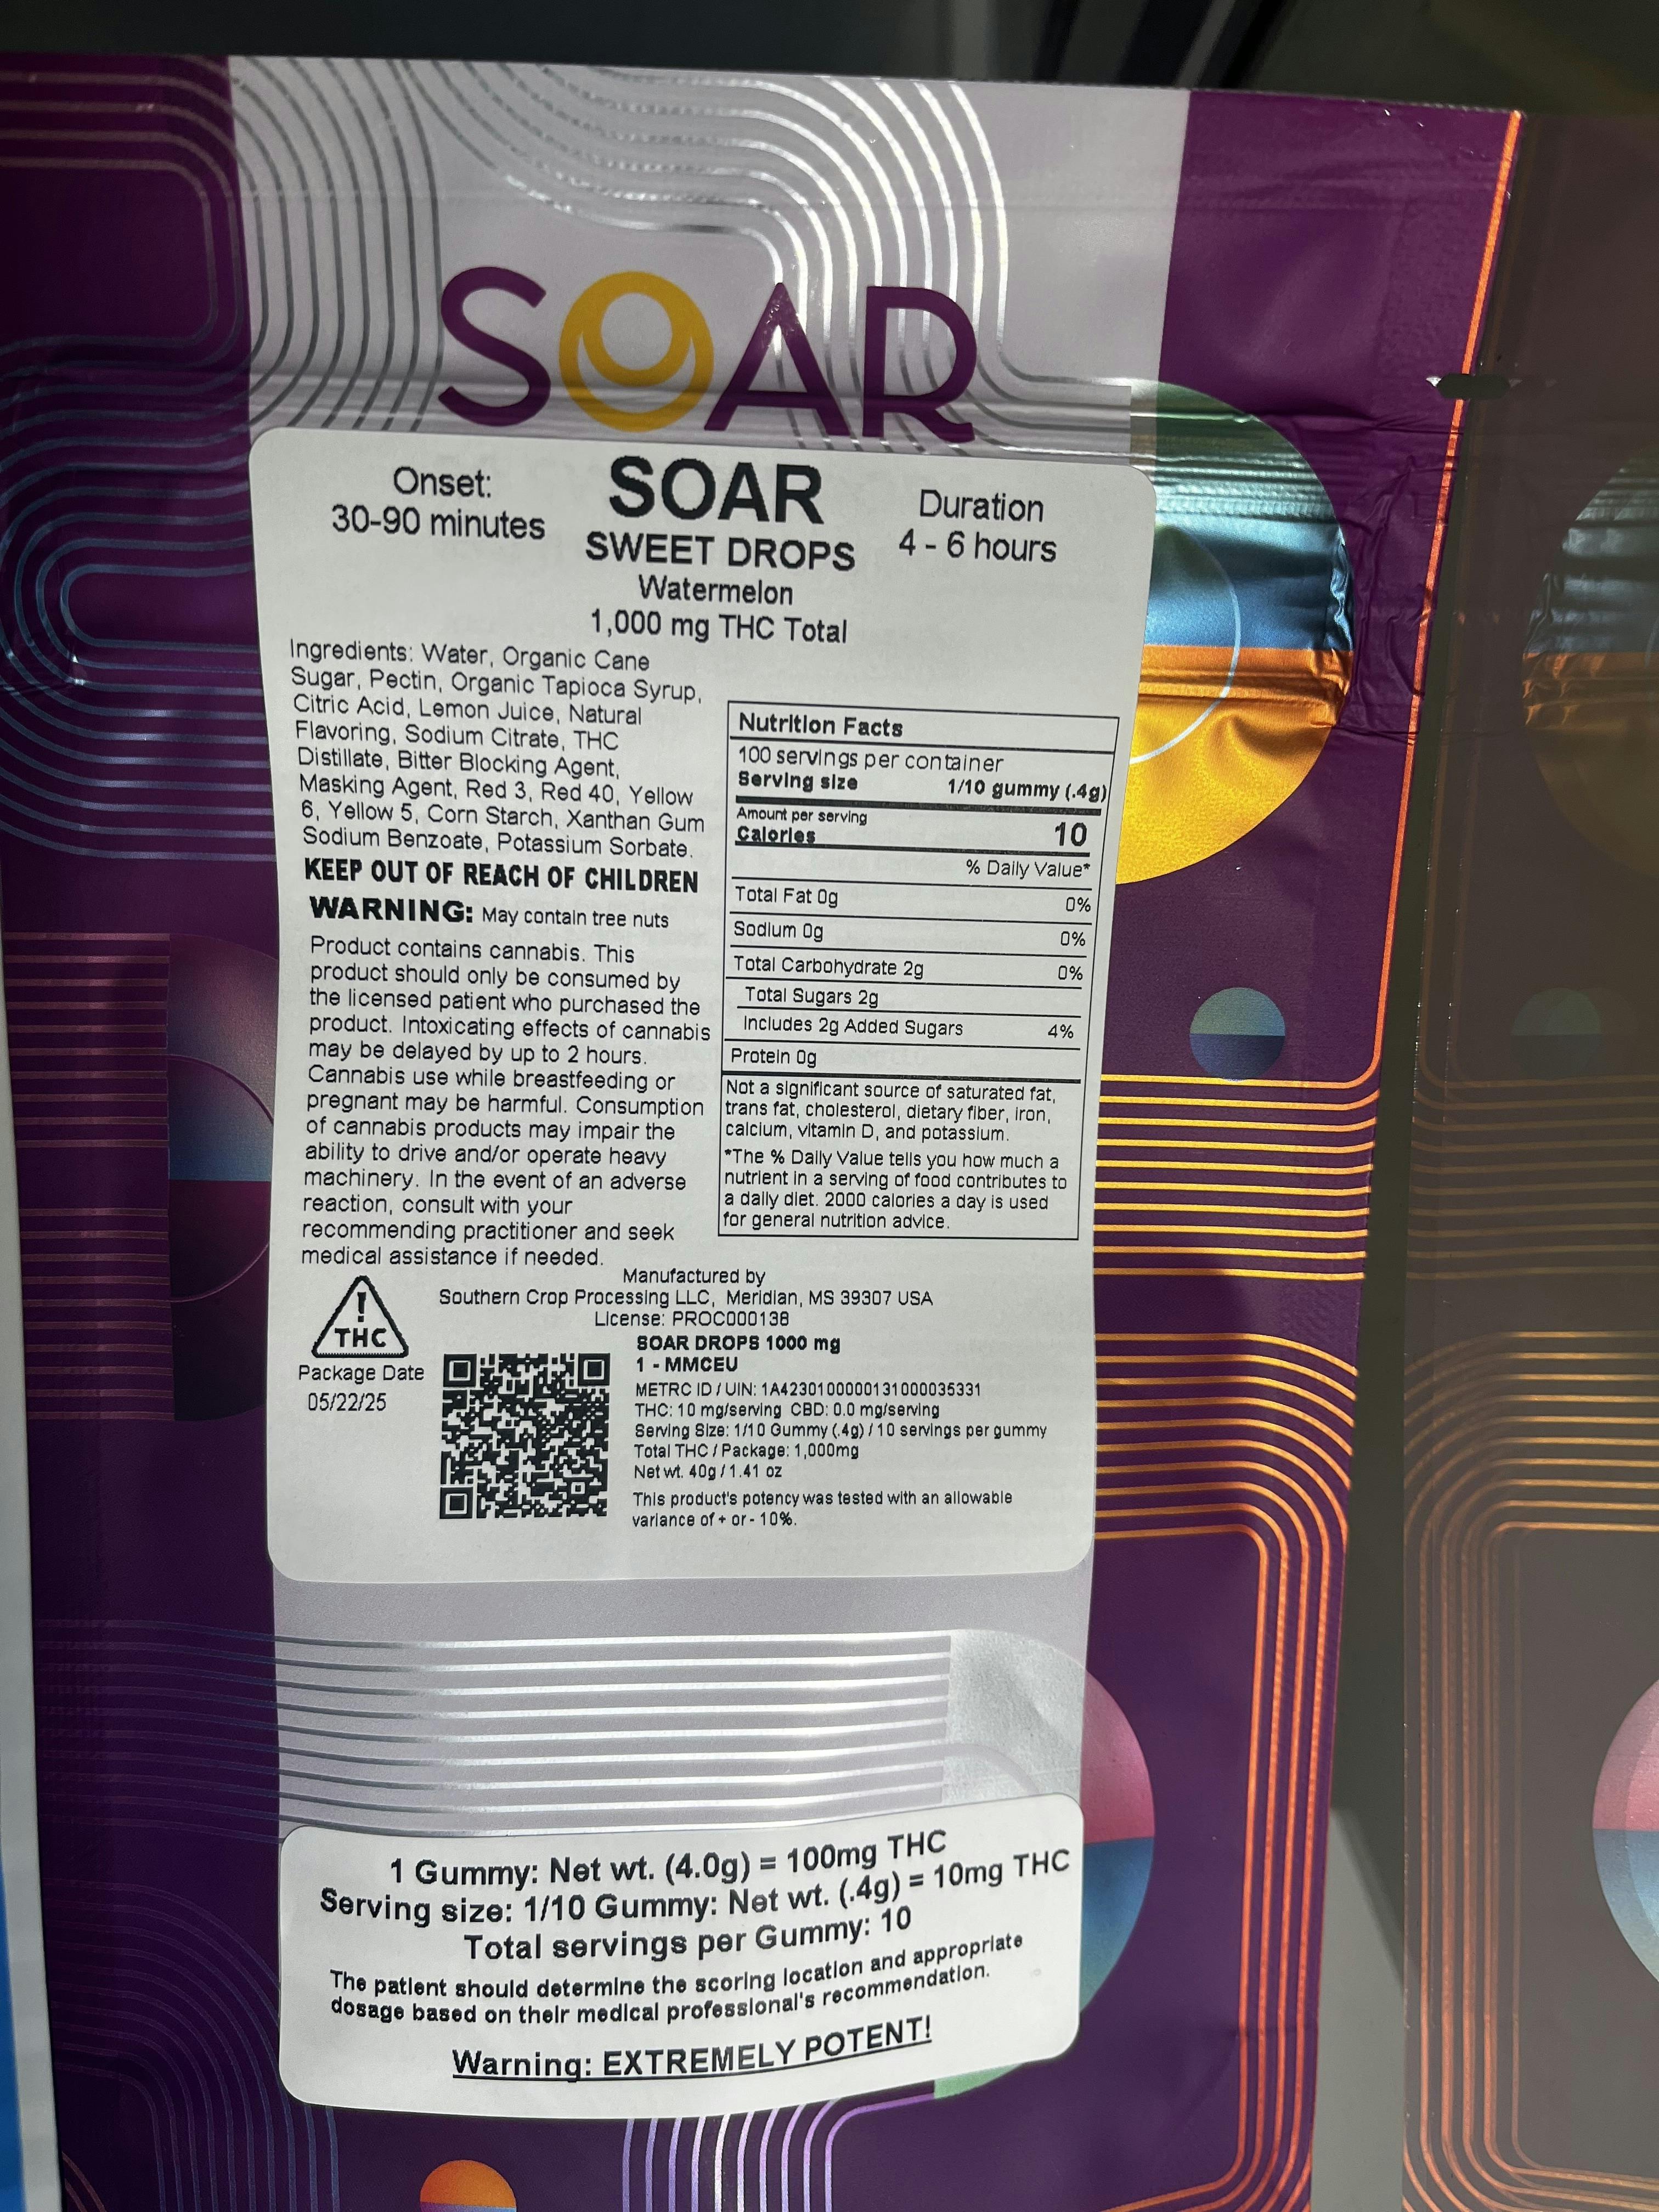 SOAR
Onset:
30-90 minutes
SOAR
SWEET DROPS
Watermelon
1,000 mg THC Total
Duration
4 - 6 hours
Ingredients: Water, Organic Cane
Sugar, Pectin, Organic Tapioca Syrup,
Citric Acid, Lemon Juice, Natural
Flavoring, Sodium Citrate, THC
Distillate, Bitter Blocking Agent,
Masking Agent, Red 3, Red 40, Yellow
6, Yellow 5, Corn Starch, Xanthan Gum
Sodium Benzoate, Potassium Sorbate.
KEEP OUT OF REACH OF CHILDREN
WARNING: May contain tree nuts
Product contains cannabis. This
product should only be consumed by
the licensed patient who purchased the
product. Intoxicating effects of cannabis
may be delayed by up to 2 hours.
Cannabis use while breastfeeding or
pregnant may be harmful. Consumption
of cannabis products may impair the
ability to drive and/or operate heavy
machinery. In the event of an adverse
reaction, consult with your
recommending practitioner and seek
medical assistance if needed.
Nutrition Facts
100 servings per container
Serving size 1/10 gummy (.4g)
Amount per serving
Calories 10
% Daily Value*
Total Fat 0g 0%
Sodium 0g 0%
Total Carbohydrate 2g 0%
Total Sugars 2g
Includes 2g Added Sugars 4%
Protein 0g
Not a significant source of saturated fat,
trans fat, cholesterol, dietary fiber, iron,
calcium, vitamin D, and potassium.
*The % Daily Value tells you how much a
nutrient in a serving of food contributes to
a daily diet. 2000 calories a day is used
for general nutrition advice.
Manufactured by
Southern Crop Processing LLC, Meridian, MS 39307 USA
License: PROC000138
!
THC
Package Date
05/22/25
SOAR DROPS 1000 mg
1 - MMCEU
METRC ID / UIN: 1A4230100000131000035331
THC: 10 mg/serving CBD: 0.0 mg/serving
Serving Size: 1/10 Gummy (.4g) / 10 servings per gummy
Total THC / Package: 1,000mg
Net wt. 40g / 1.41 oz
This product's potency was tested with an allowable
variance of + or - 10%.
1 Gummy: Net wt. (4.0g) = 100mg THC
Serving size: 1/10 Gummy: Net wt. (.4g) = 10mg THC
Total servings per Gummy: 10
The patient should determine the scoring location and appropriate
dosage based on their medical professional's recommendation.
Warning: EXTREMELY POTENT!